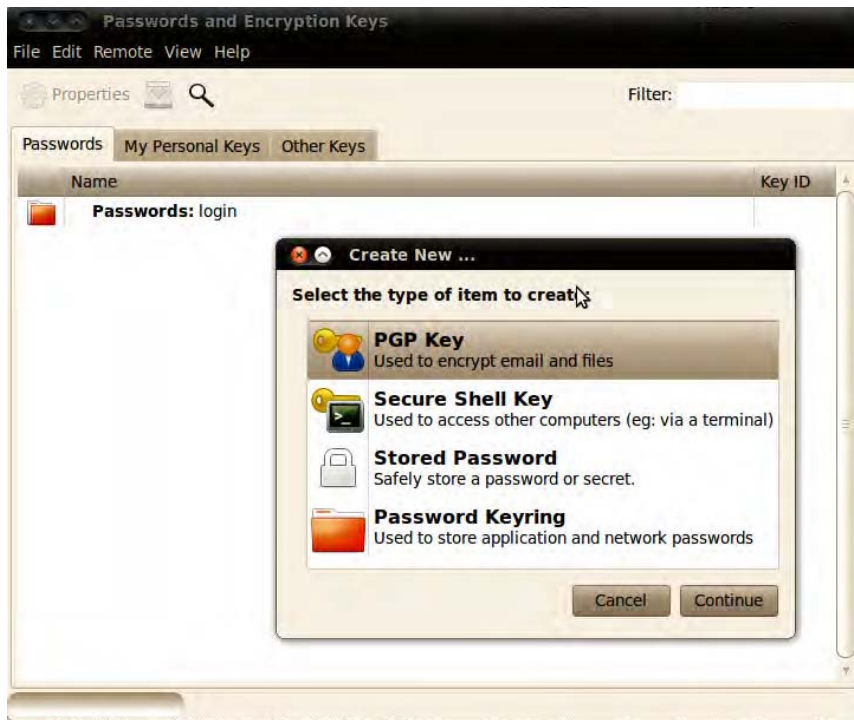 Passwords and Encryption Keys
File Edit Remote View Help
Properties Filter:
Passwords My Personal Keys Other Keys
Name Key ID
Passwords: login
Create New ...
Select the type of item to create:
PGP Key
Used to encrypt email and files
Secure Shell Key
Used to access other computers (eg: via a terminal)
Stored Password
Safely store a password or secret.
Password Keyring
Used to store application and network passwords
Cancel Continue